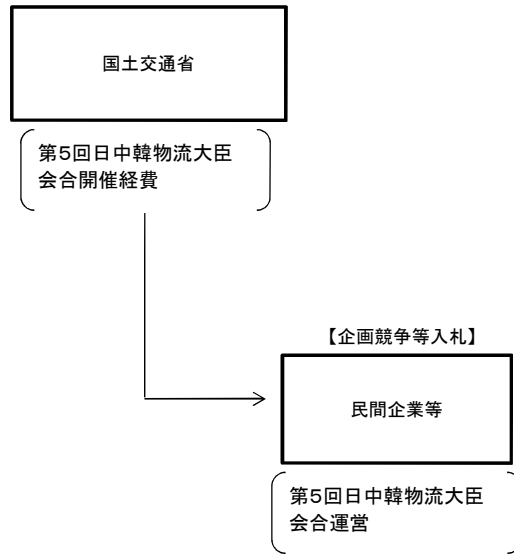 国土交通省
第5回日中韓物流大臣
会合開催経費
【企画競争等入札】
民間企業等
第5回日中韓物流大臣
会合運営